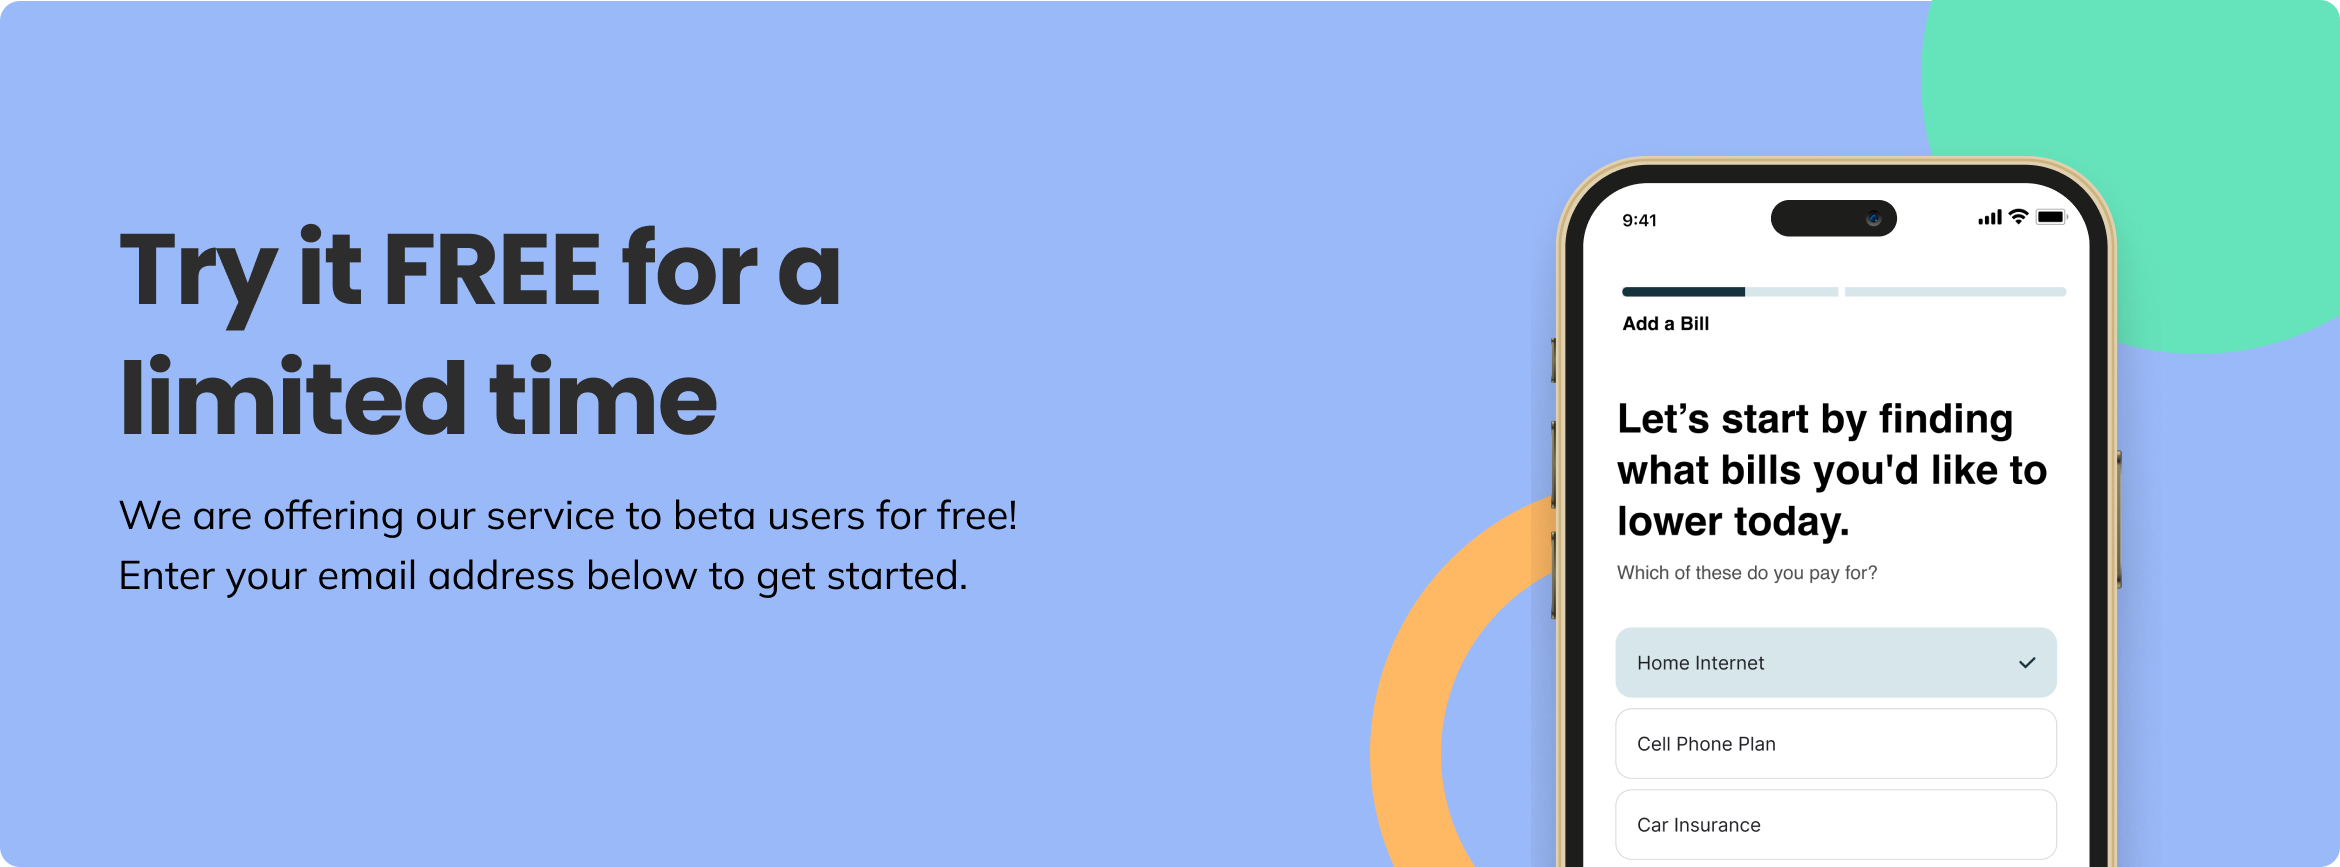 Try it FREE for a
limited time
We are offering our service to beta users for free!
Enter your email address below to get started.
9:41
Add a Bill
Let’s start by finding
what bills you'd like to
lower today.
Which of these do you pay for?
Home Internet
Cell Phone Plan
Car Insurance